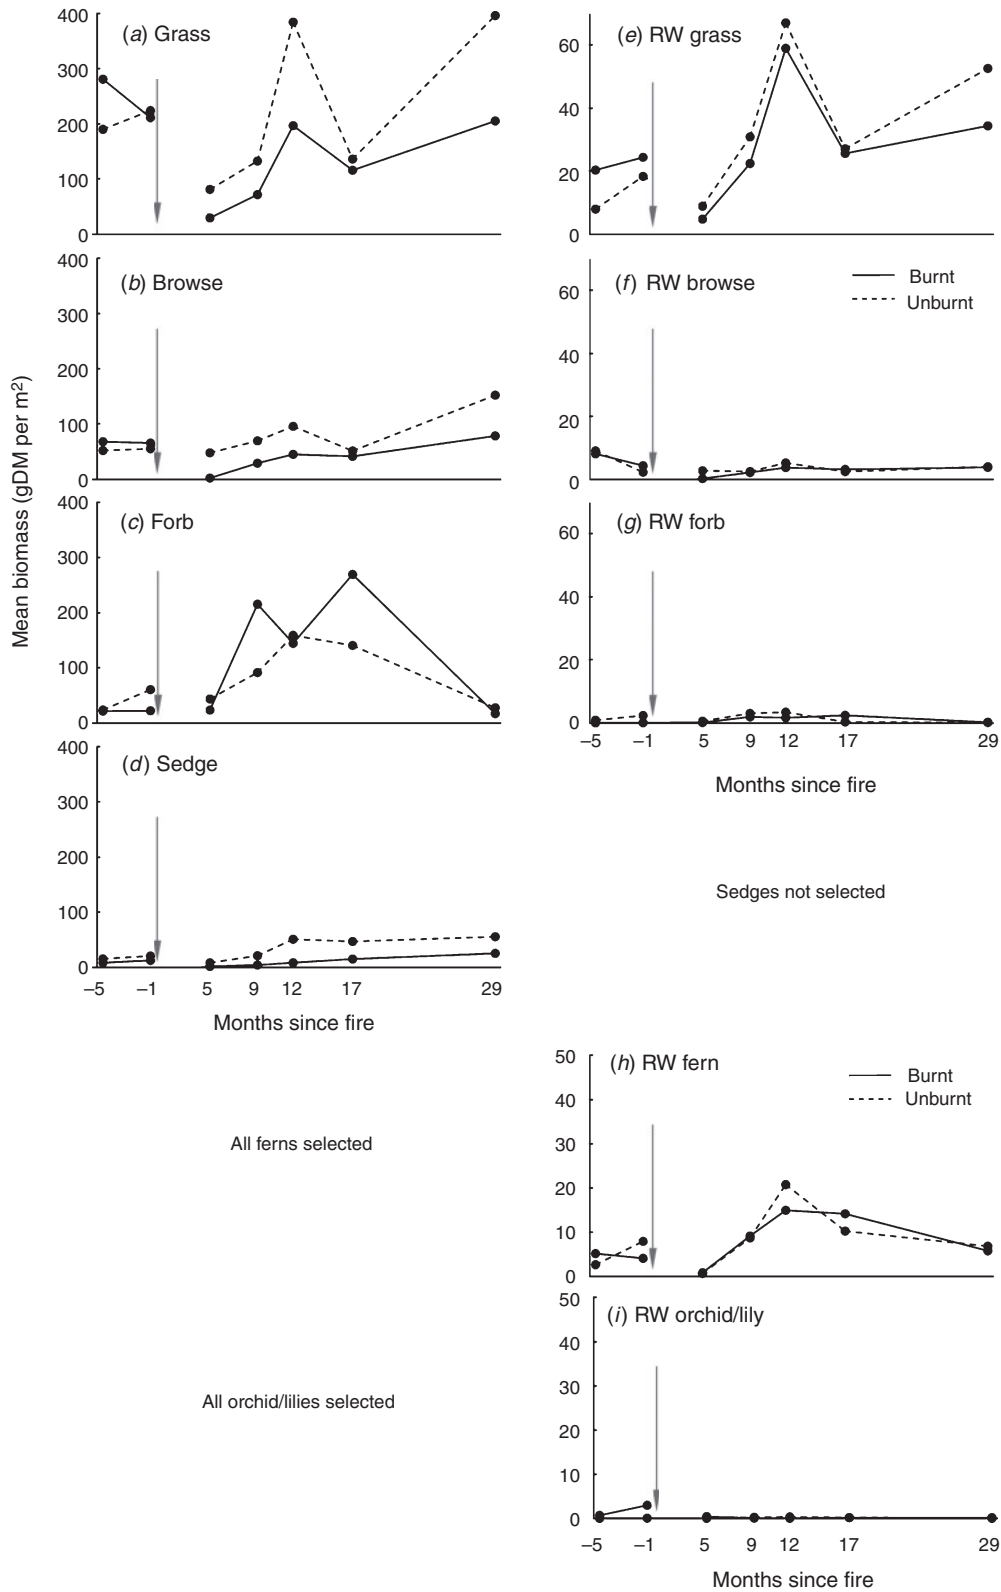 Mean biomass (gDM per m²)
(a) Grass
400
300
200
100
0
(b) Browse
400
300
200
100
0
(c) Forb
400
300
200
100
0
(d) Sedge
400
300
200
100
0
–5 –1 5 9 12 17 29
Months since fire
All ferns selected
All orchid/lilies selected
(e) RW grass
60
40
20
0
(f) RW browse
Burnt
Unburnt
60
40
20
0
(g) RW forb
60
40
20
0
–5 –1 5 9 12 17 29
Months since fire
Sedges not selected
(h) RW fern
Burnt
Unburnt
50
40
30
20
10
0
(i) RW orchid/lily
50
40
30
20
10
0
–5 –1 5 9 12 17 29
Months since fire